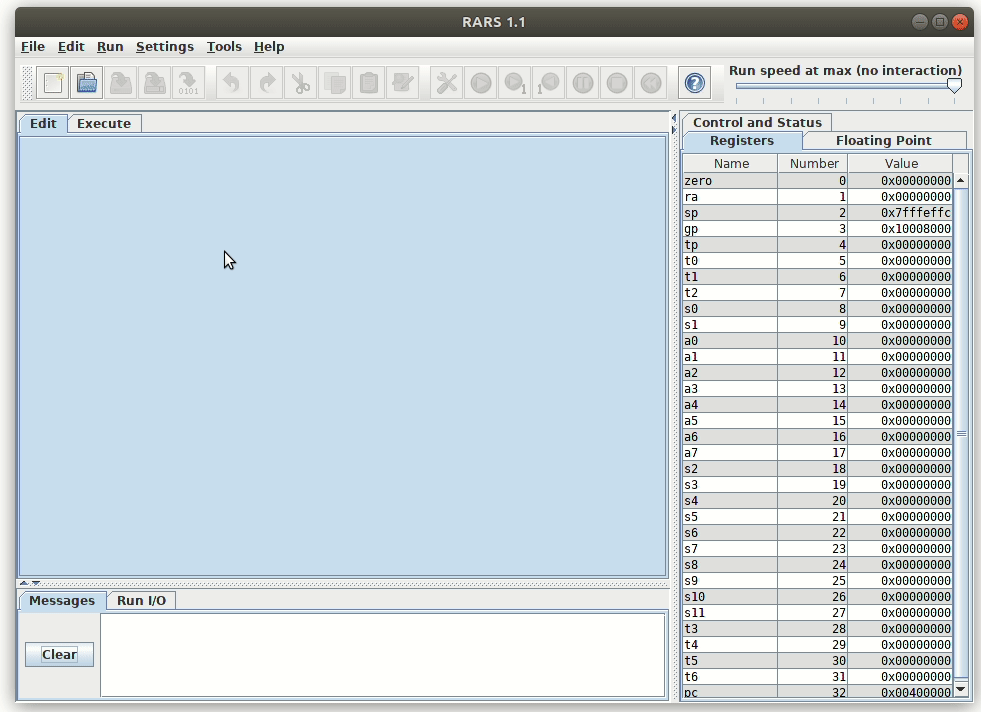 RARS 1.1
File Edit Run Settings Tools Help
0101
1
1
Run speed at max (no interaction)
Edit Execute
Control and Status
Registers Floating Point
Name Number Value
zero 0 0x00000000
ra 1 0x00000000
sp 2 0x7fffeffc
gp 3 0x10008000
tp 4 0x00000000
t0 5 0x00000000
t1 6 0x00000000
t2 7 0x00000000
s0 8 0x00000000
s1 9 0x00000000
a0 10 0x00000000
a1 11 0x00000000
a2 12 0x00000000
a3 13 0x00000000
a4 14 0x00000000
a5 15 0x00000000
a6 16 0x00000000
a7 17 0x00000000
s2 18 0x00000000
s3 19 0x00000000
s4 20 0x00000000
s5 21 0x00000000
s6 22 0x00000000
s7 23 0x00000000
s8 24 0x00000000
s9 25 0x00000000
s10 26 0x00000000
s11 27 0x00000000
t3 28 0x00000000
t4 29 0x00000000
t5 30 0x00000000
t6 31 0x00000000
pc 32 0x00400000
Messages Run I/O
Clear